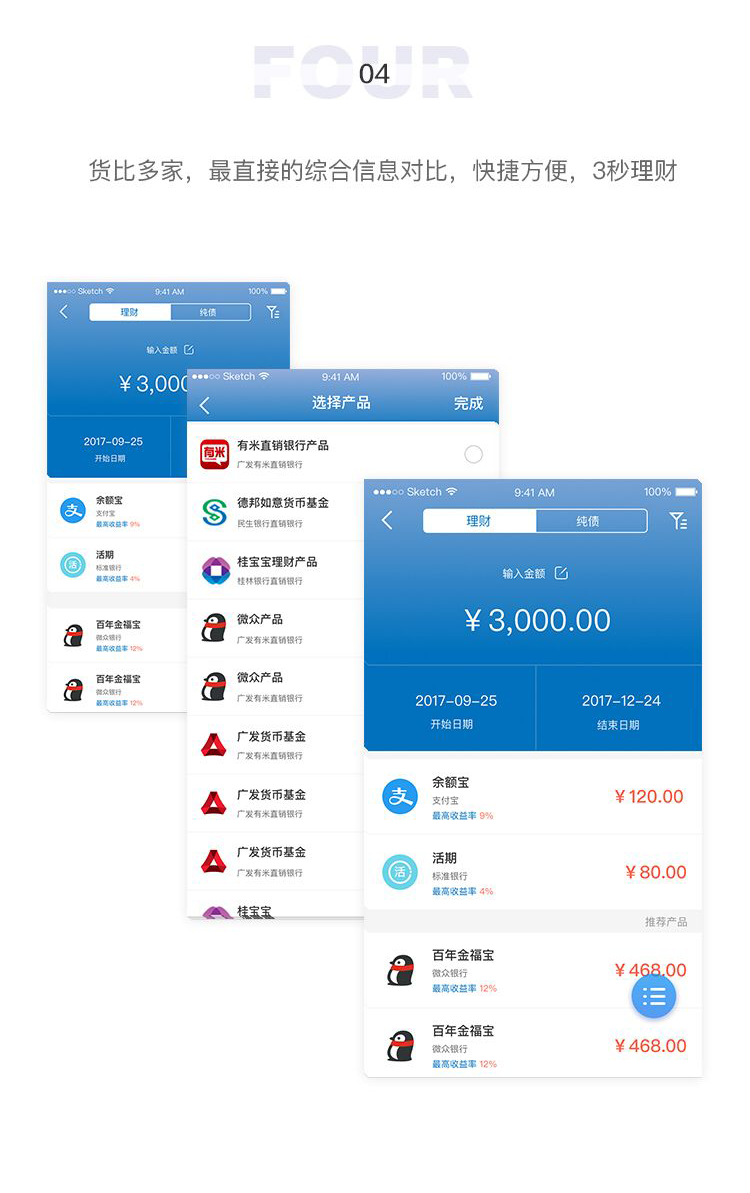 FOUR
04
货比多家，最直接的综合信息对比，快捷方便，3秒理财
Sketch 9:41 AM 100%
理财 纯债
输入金额
¥ 3,000
2017-09-25
开始日期
余额宝
支付宝
最高收益率 9%
活期
标准银行
最高收益率 4%
百年金福宝
微众银行
最高收益率 12%
百年金福宝
微众银行
最高收益率 12%
Sketch 9:41 AM 100%
选择产品 完成
有米
有米直销银行产品
广发有米直销银行
德邦如意货币基金
民生银行直销银行
桂宝宝理财产品
桂林银行直销银行
微众产品
广发有米直销银行
微众产品
广发有米直销银行
广发货币基金
广发有米直销银行
广发货币基金
广发有米直销银行
广发货币基金
广发有米直销银行
桂宝宝
Sketch 9:41 AM 100%
理财 纯债
输入金额
¥ 3,000.00
2017-09-25 2017-12-24
开始日期 结束日期
支
余额宝
支付宝
最高收益率 9%
¥ 120.00
活
活期
标准银行
最高收益率 4%
¥ 80.00
推荐产品
百年金福宝
微众银行
最高收益率 12%
¥ 468.00
百年金福宝
微众银行
最高收益率 12%
¥ 468.00